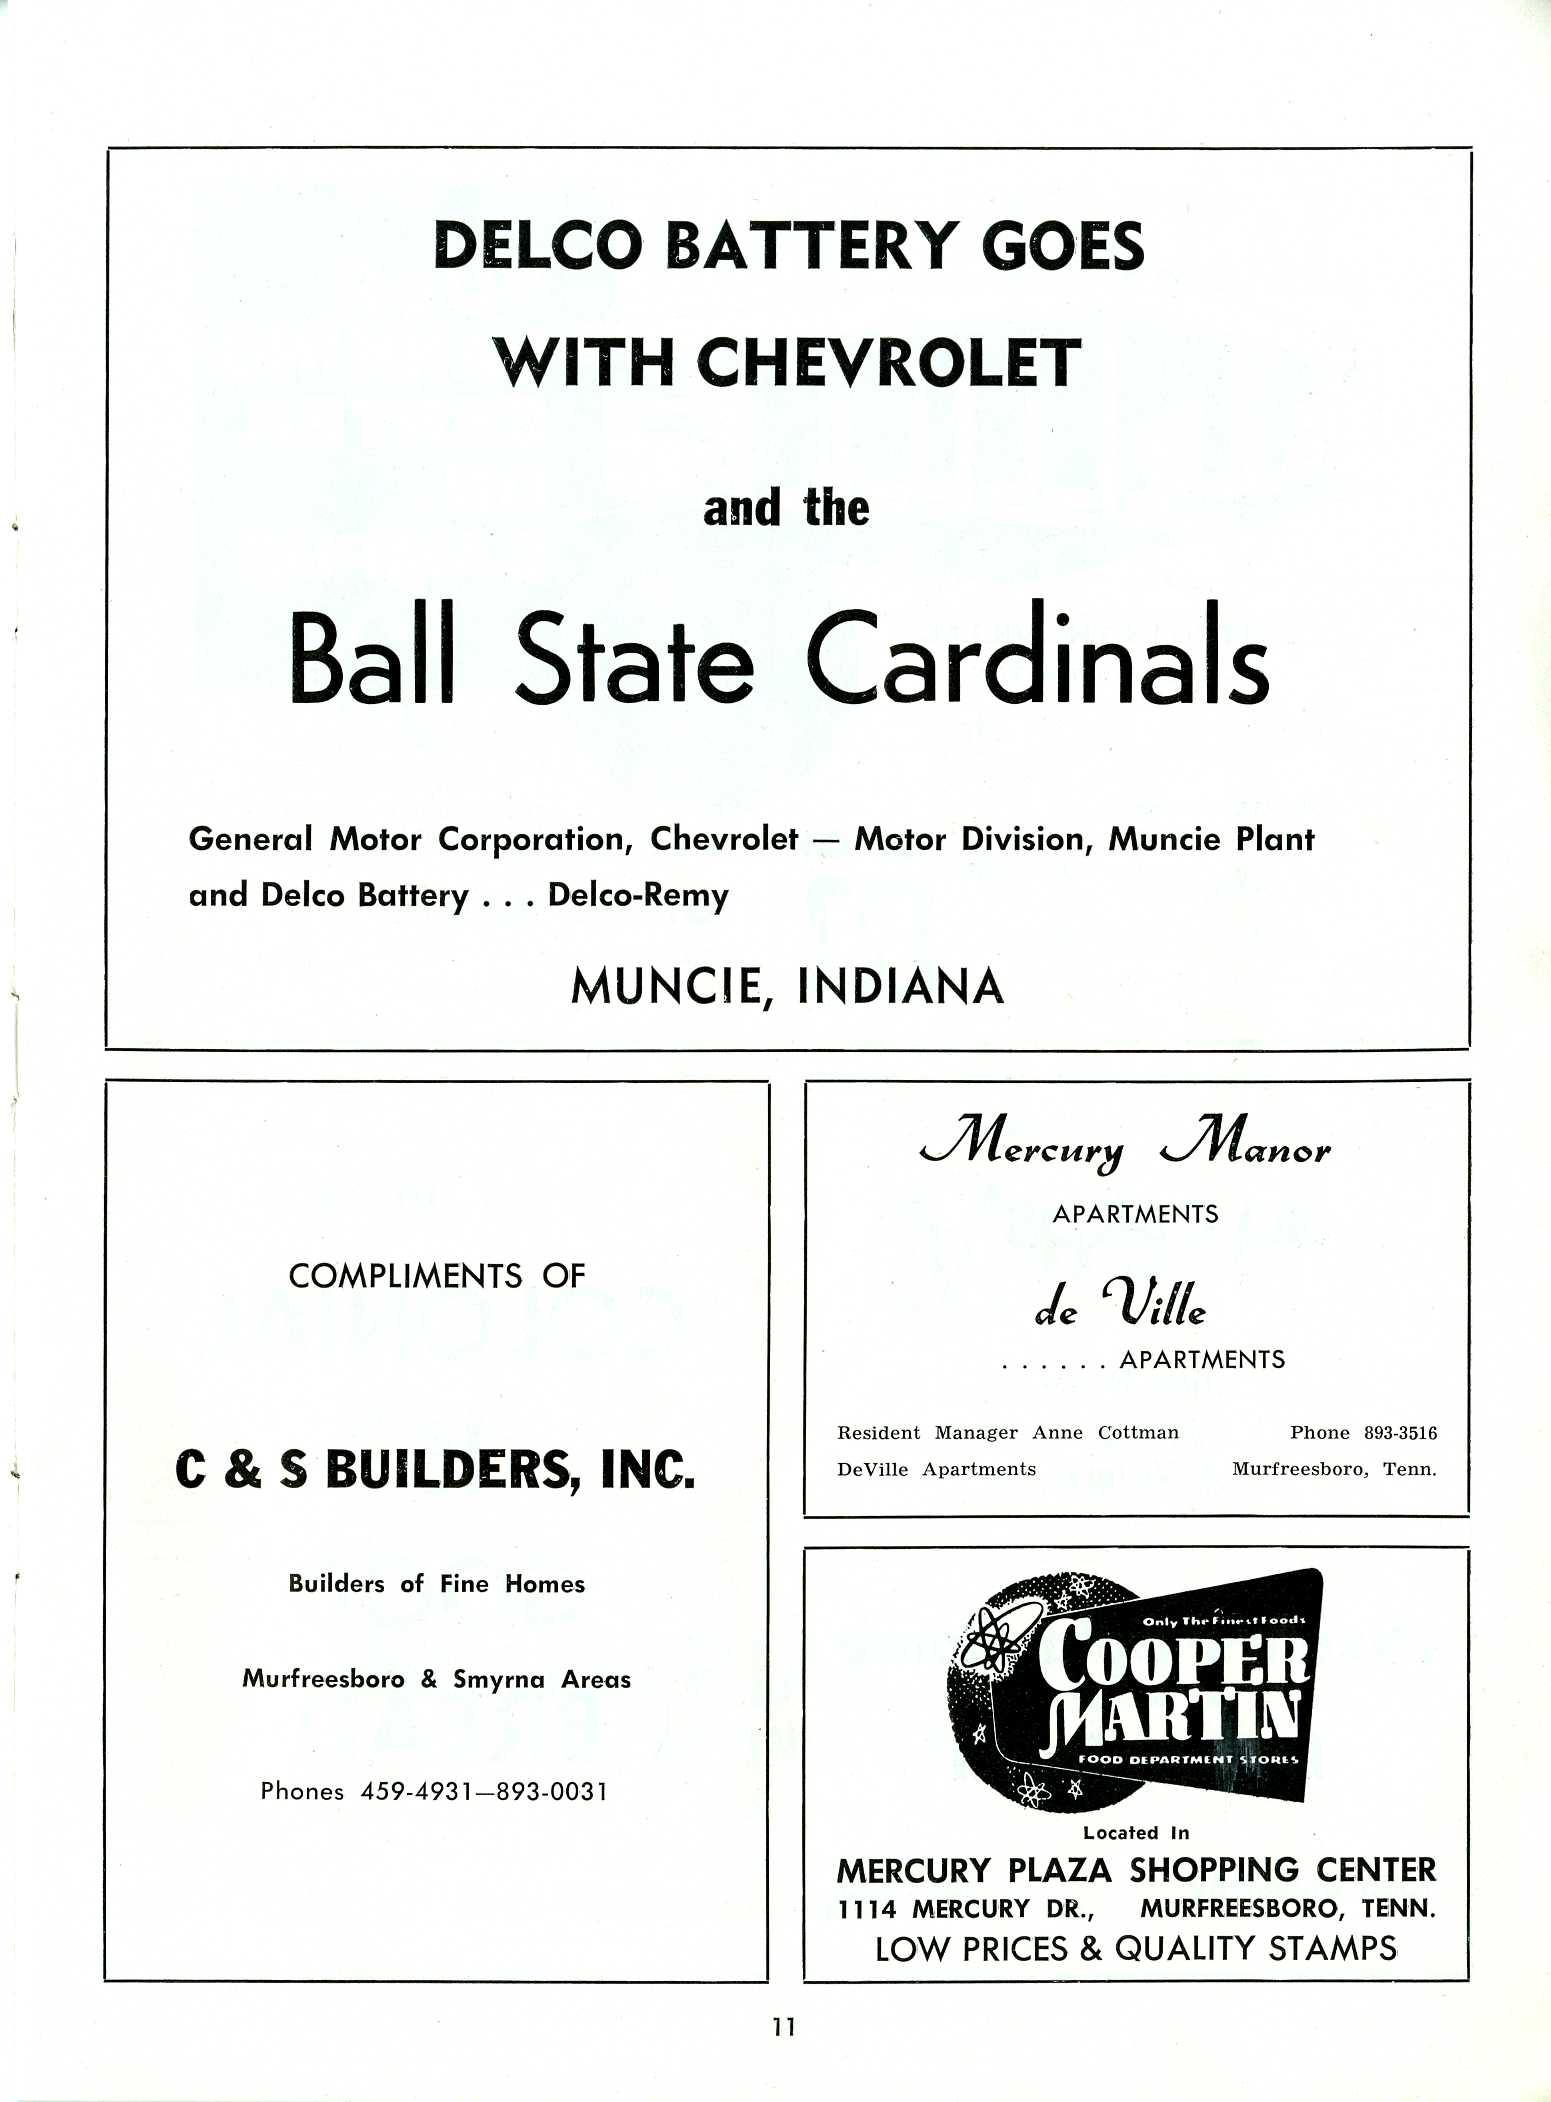 DELCO BATTERY GOES
WITH CHEVROLET
and the
Ball State Cardinals
General Motor Corporation, Chevrolet — Motor Division, Muncie Plant
and Delco Battery . . . Delco-Remy
MUNCIE, INDIANA
COMPLIMENTS OF
C & S BUILDERS, INC.
Builders of Fine Homes
Murfreesboro & Smyrna Areas
Phones 459-4931—893-0031
Mercury Manor
APARTMENTS
de Ville
. . . . . . APARTMENTS
Resident Manager Anne Cottman Phone 893-3516
DeVille Apartments Murfreesboro, Tenn.
Only The Finest Foods
COOPER
MARTIN
FOOD DEPARTMENT STORES
Located In
MERCURY PLAZA SHOPPING CENTER
1114 MERCURY DR., MURFREESBORO, TENN.
LOW PRICES & QUALITY STAMPS
11